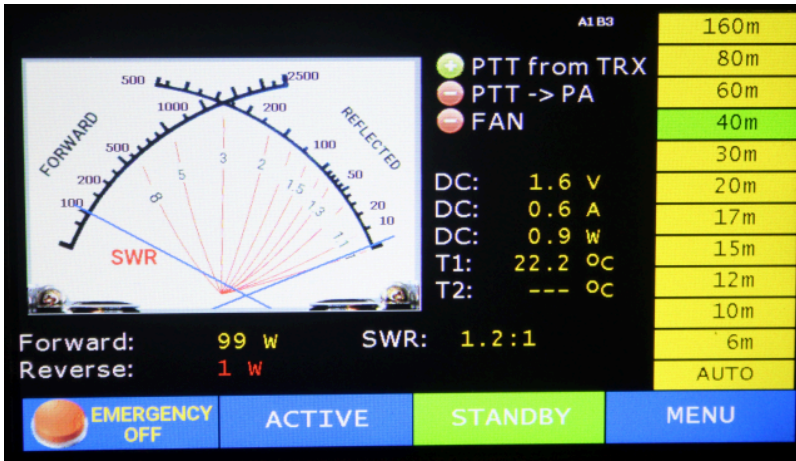 A1 B3
500
2500
1000
200
500
100
200
50
100
20
10
FORWARD
REFLECTED
8
5
3
2
1.5
1.3
1.1
1
SWR
PTT from TRX
PTT -> PA
FAN
DC: 1.6 V
DC: 0.6 A
DC: 0.9 W
T1: 22.2 ºC
T2: --- ºC
Forward: 99 W
SWR: 1.2:1
Reverse: 1 W
160m
80m
60m
40m
30m
20m
17m
15m
12m
10m
6m
AUTO
EMERGENCY
OFF
ACTIVE
STANDBY
MENU